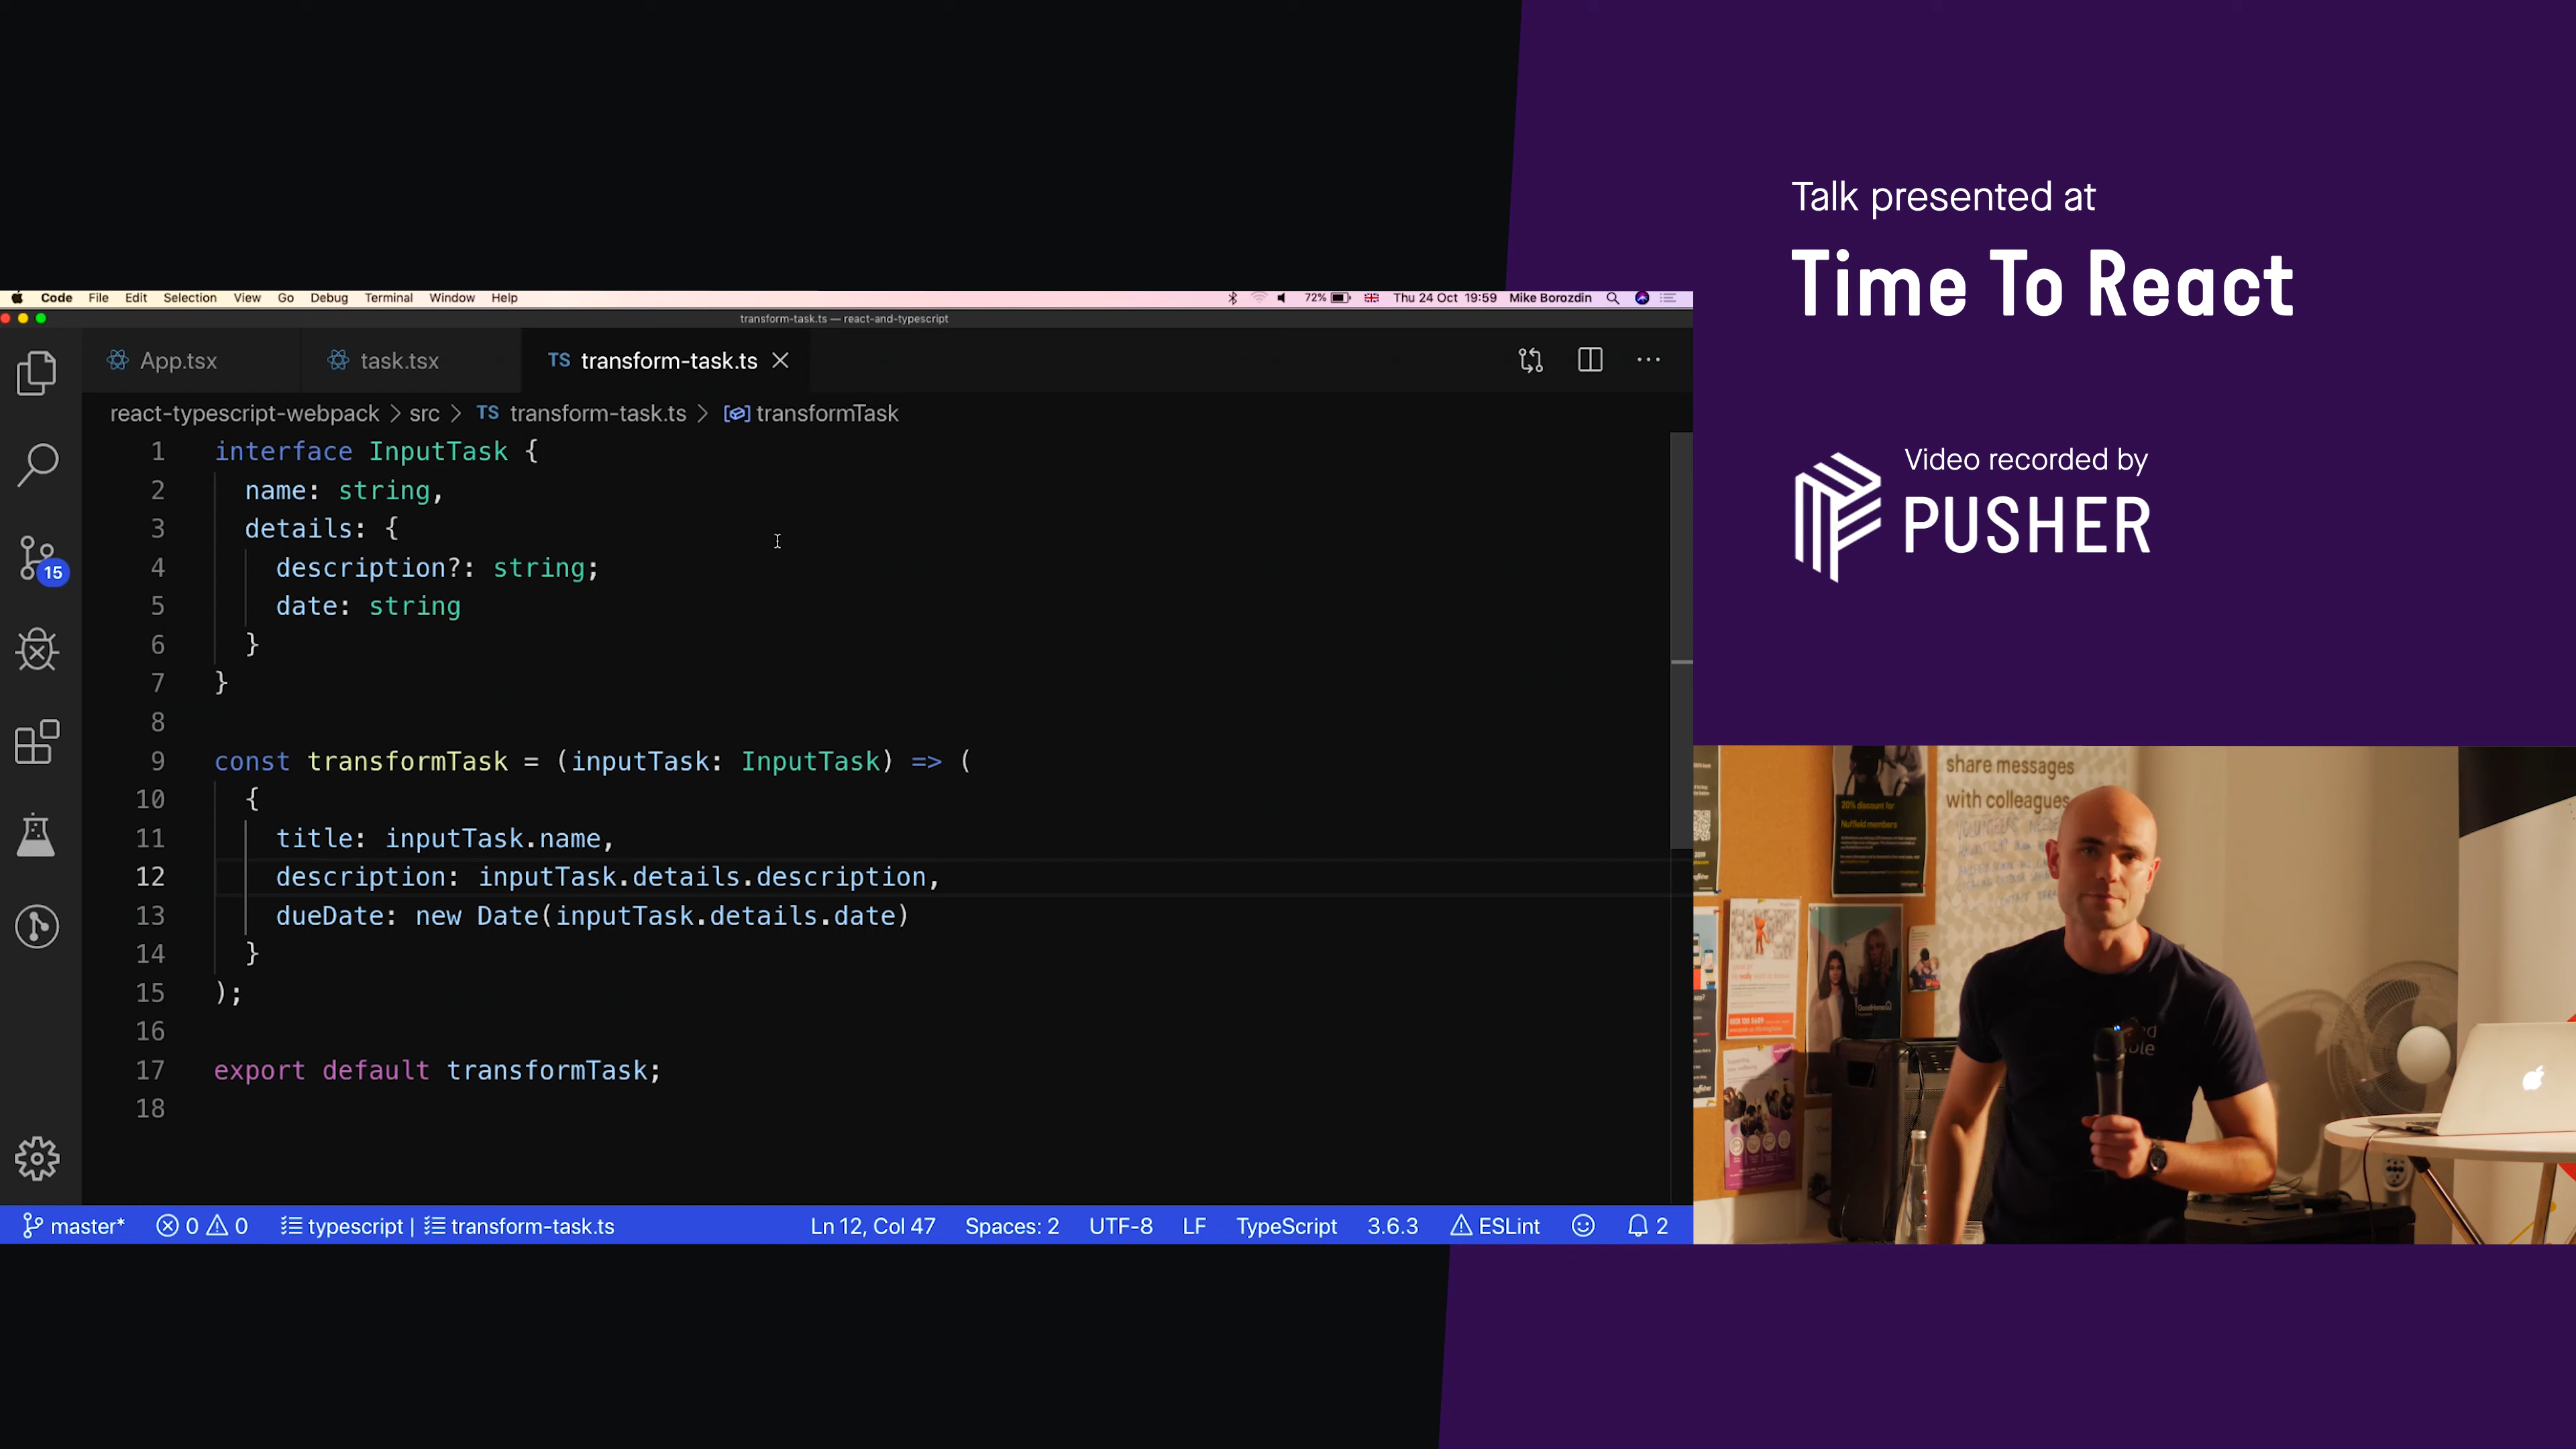 Talk presented at
Time To React
Video recorded by
PUSHER
Code File Edit Selection View Go Debug Terminal Window Help
72% Thu 24 Oct 19:59 Mike Borozdin
transform-task.ts — react-and-typescript
App.tsx
task.tsx
TS transform-task.ts
react-typescript-webpack > src > TS transform-task.ts > transformTask
15
1 interface InputTask {
2 name: string,
3 details: {
4 description?: string;
5 date: string
6 }
7 }
8
9 const transformTask = (inputTask: InputTask) => (
10 {
11 title: inputTask.name,
12 description: inputTask.details.description,
13 dueDate: new Date(inputTask.details.date)
14 }
15 );
16
17 export default transformTask;
18
master* 0 0 typescript | transform-task.ts Ln 12, Col 47 Spaces: 2 UTF-8 LF TypeScript 3.6.3 ESLint 2
share messages
with colleagues
20% discount for
Nuffield members